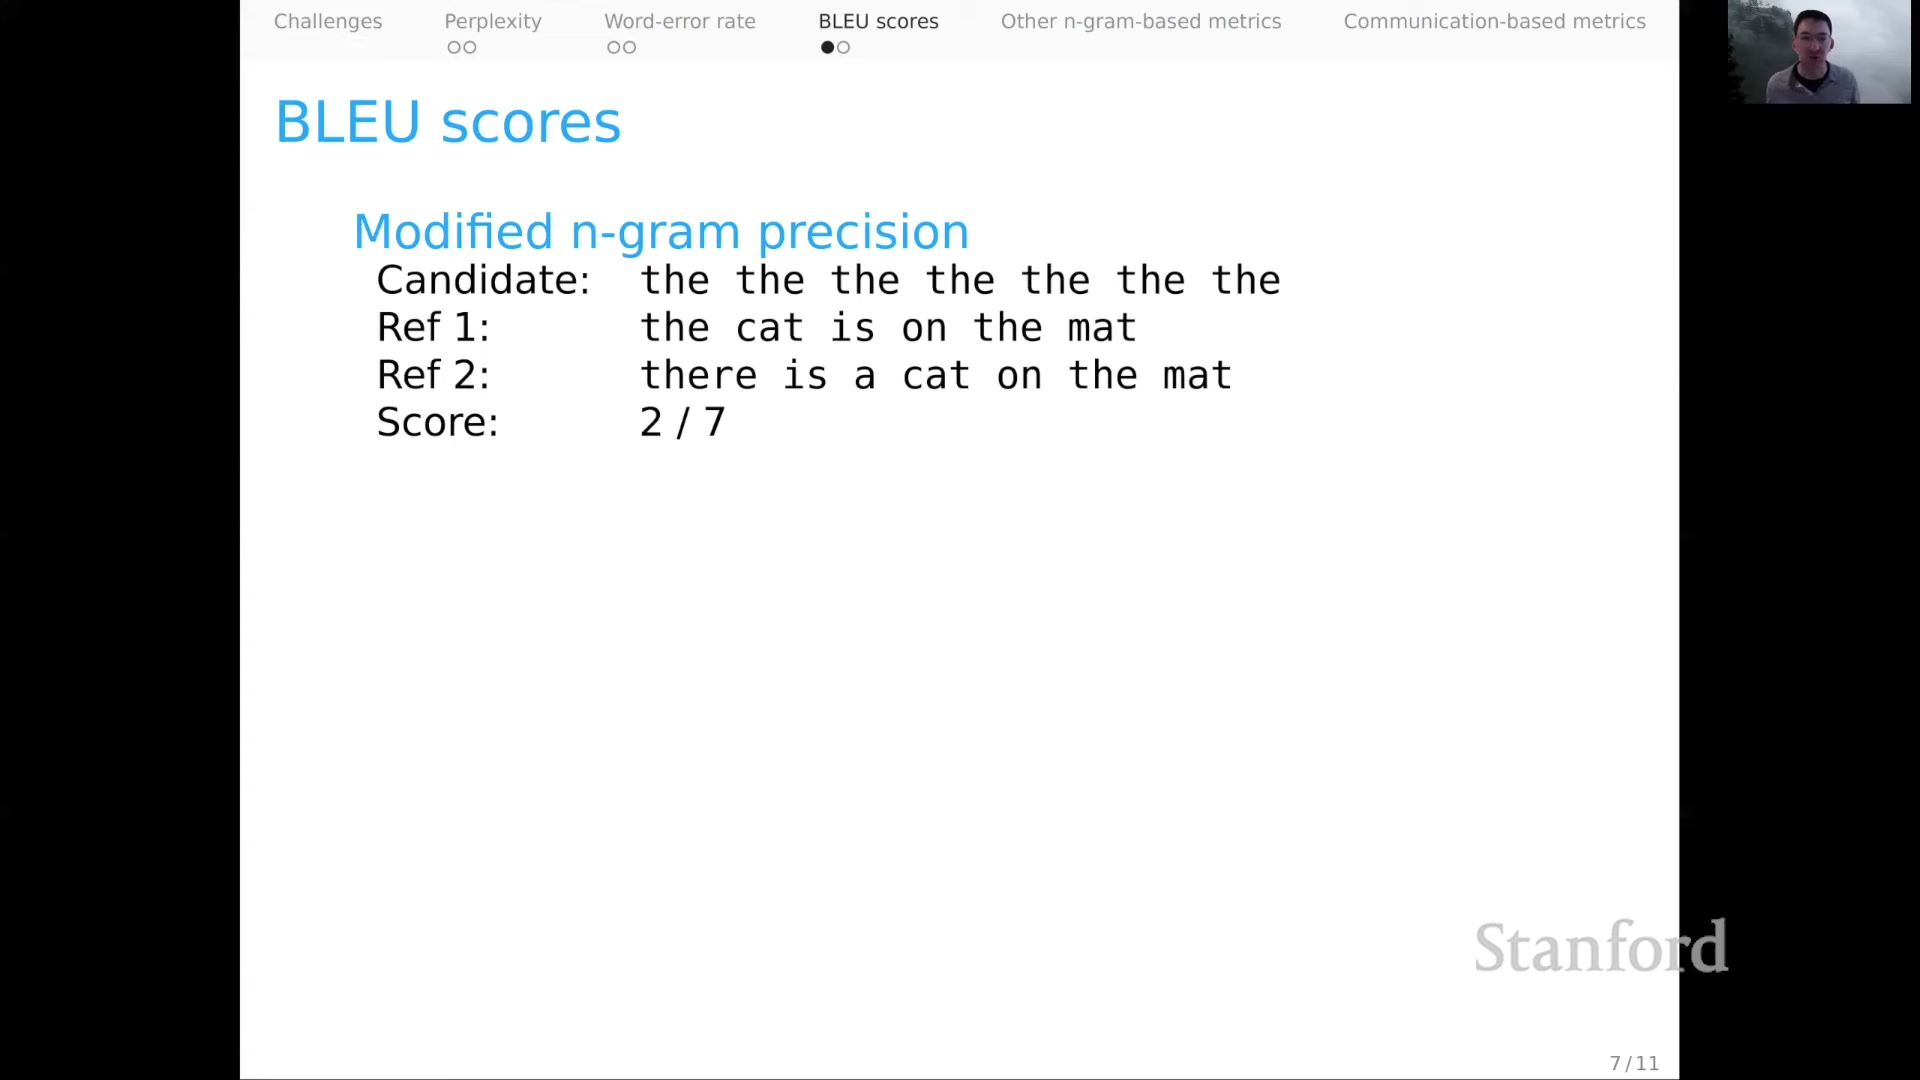 Challenges Perplexity Word-error rate BLEU scores Other n-gram-based metrics Communication-based metrics
BLEU scores
Modified n-gram precision
Candidate: the the the the the the the
Ref 1: the cat is on the mat
Ref 2: there is a cat on the mat
Score: 2 / 7
Stanford
7 / 11